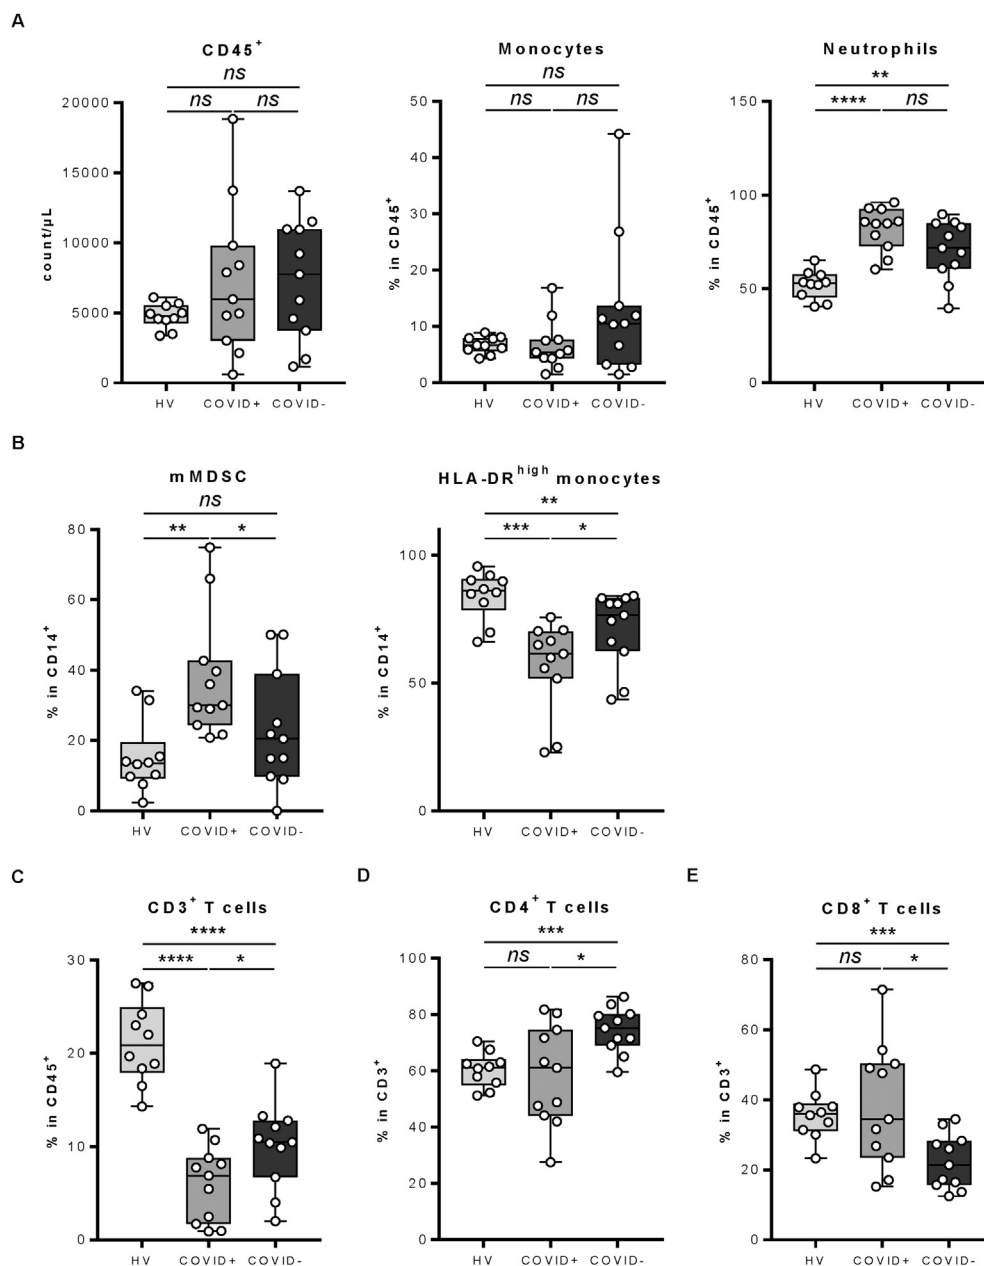 A
CD45+ Monocytes Neutrophils
ns ns **
ns ns ns ns **** ns
count/µL
20000
15000
10000
5000
0
HV COVID+ COVID-
% in CD45+
50
40
30
20
10
0
HV COVID+ COVID-
% in CD45+
150
100
50
0
HV COVID+ COVID-
B
mMDSC
ns
** *
% in CD14+
80
60
40
20
0
HV COVID+ COVID-
HLA-DRhigh monocytes
**
*** *
% in CD14+
100
50
0
HV COVID+ COVID-
C
CD3+ T cells
****
**** *
% in CD45+
30
20
10
0
HV COVID+ COVID-
D
CD4+ T cells
***
ns *
% in CD3+
100
80
60
40
20
0
HV COVID+ COVID-
E
CD8+ T cells
***
ns *
% in CD3+
80
60
40
20
0
HV COVID+ COVID-